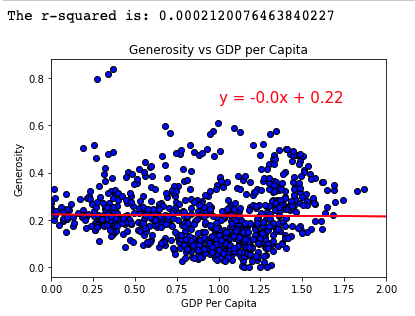 The r-squared is: 0.0002120076463840227
Generosity vs GDP per Capita
y = -0.0x + 0.22
Generosity
0.8
0.6
0.4
0.2
0.0
0.00 0.25 0.50 0.75 1.00 1.25 1.50 1.75 2.00
GDP Per Capita